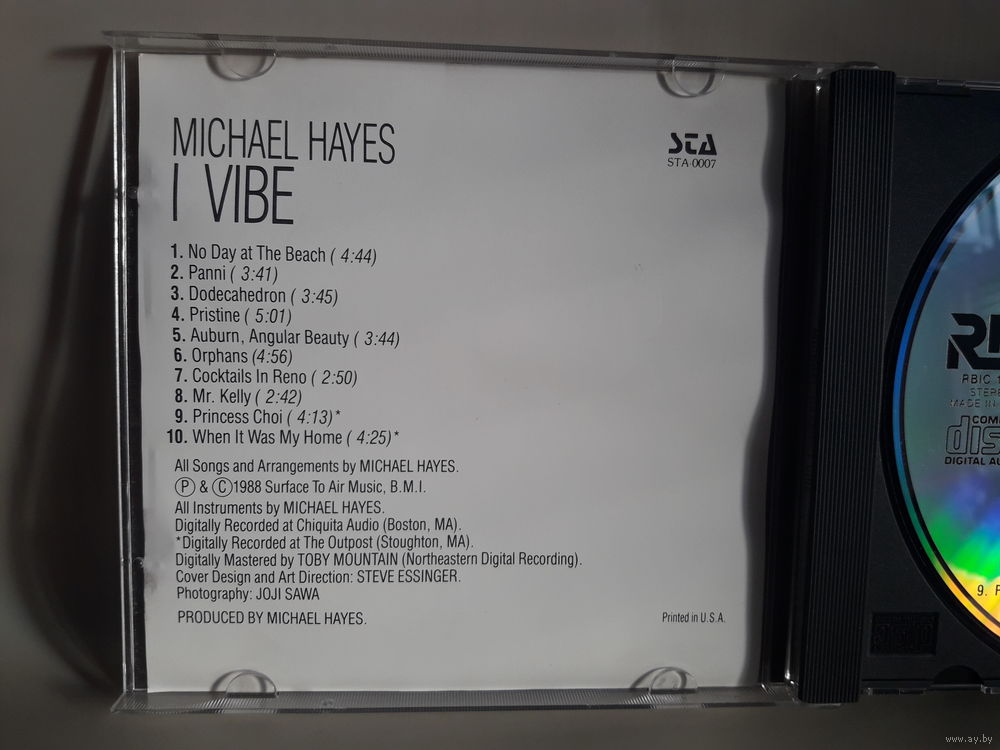 MICHAEL HAYES
I VIBE
STA
STA-0007
1. No Day at The Beach ( 4:44)
2. Panni ( 3:41)
3. Dodecahedron ( 3:45)
4. Pristine ( 5:01)
5. Auburn, Angular Beauty ( 3:44)
6. Orphans (4:56)
7. Cocktails In Reno ( 2:50)
8. Mr. Kelly ( 2:42)
9. Princess Choi ( 4:13)*
10. When It Was My Home ( 4:25)*
All Songs and Arrangements by MICHAEL HAYES.
Ⓟ & Ⓒ1988 Surface To Air Music, B.M.I.
All Instruments by MICHAEL HAYES.
Digitally Recorded at Chiquita Audio (Boston, MA).
*Digitally Recorded at The Outpost (Stoughton, MA).
Digitally Mastered by TOBY MOUNTAIN (Northeastern Digital Recording).
Cover Design and Art Direction: STEVE ESSINGER.
Photography: JOJI SAWA
PRODUCED BY MICHAEL HAYES.
Printed in U.S.A.
RBIC
MADE IN
DIGITAL
9.
www.ay.by